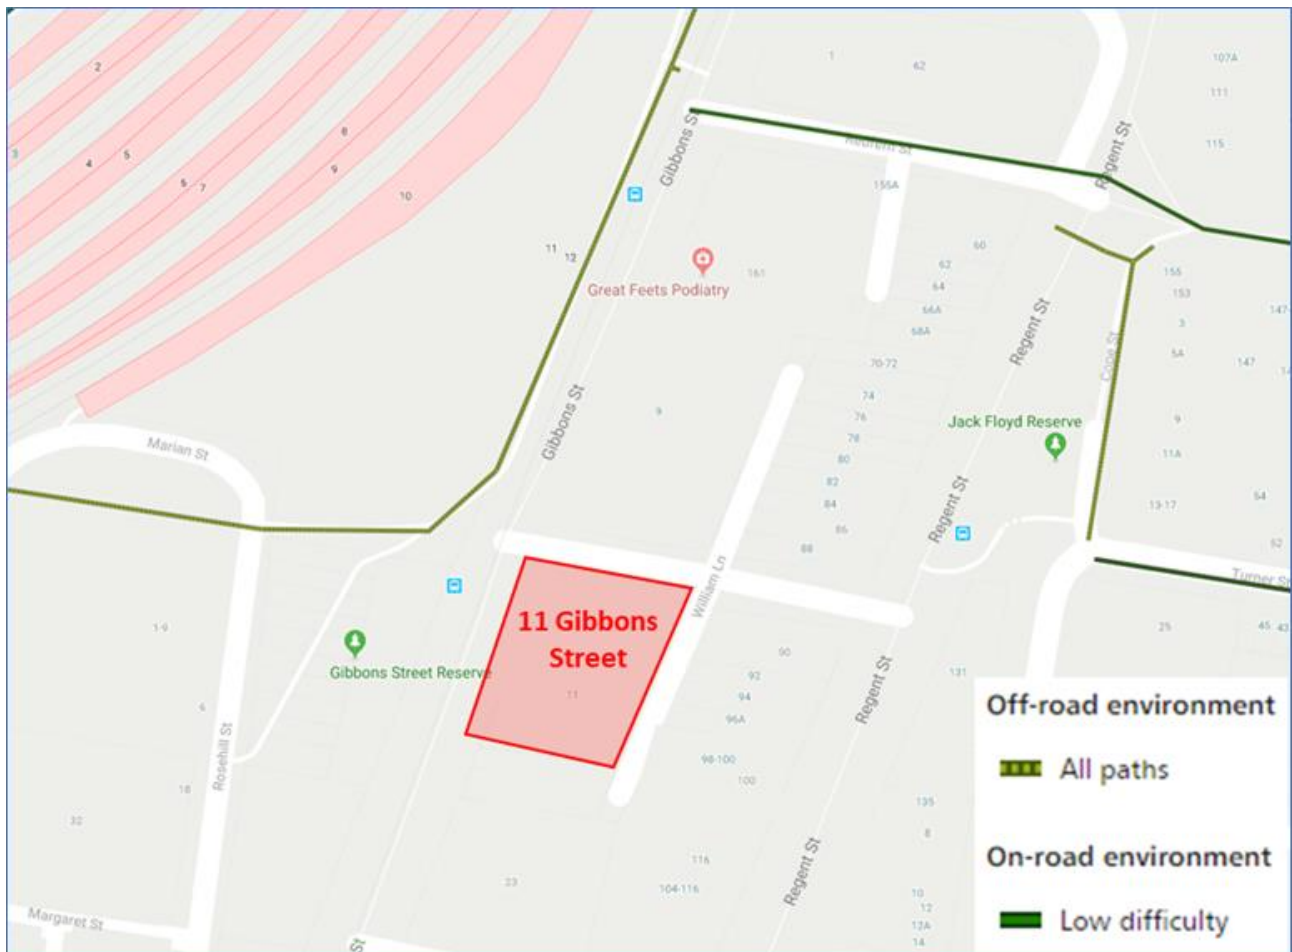 2
1
62
107A
111
3
4
5
8
Redfern St
Regent St
115
6
7
9
10
Gibbons St
155A
11
12
60
155
161
62
153
Great Feets Podiatry
64
66A
3
68A
Regent St
147
5A
70-72
Cope St
Gibbons St
74
9
76
Jack Floyd Reserve
9
Marian St
78
11A
80
82
84
Regent St
13-17
54
86
88
52
William Ln
Turner St
11 Gibbons
Street
1-9
25
45
43
Gibbons Street Reserve
90
131
92
11
94
6
96A
Regent St
98-100
Rosehill St
100
18
135
32
8
116
23
104-116
Regent St
10
12
Margaret St
12A
14
St
Off-road environment
All paths
On-road environment
Low difficulty